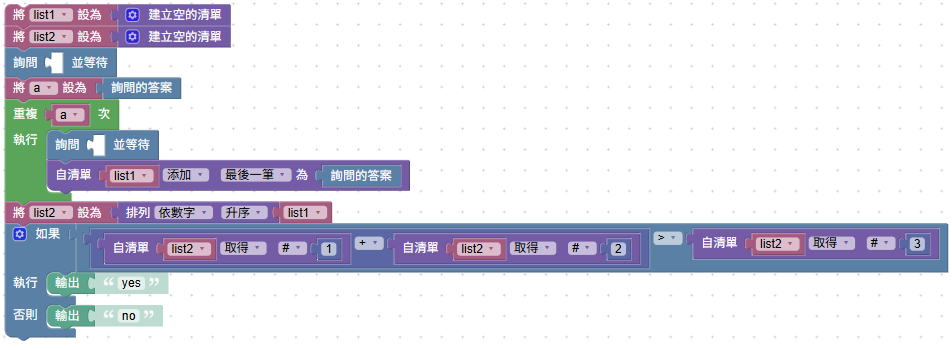 將 list1 設為 建立空的清單
將 list2 設為 建立空的清單
詢問 並等待
將 a 設為 詢問的答案
重複 a 次
執行 詢問 並等待
自清單 list1 添加 最後一筆 為 詢問的答案
將 list2 設為 排列 依數字 升序 list1
如果 自清單 list2 取得 # 1 + 自清單 list2 取得 # 2 > 自清單 list2 取得 # 3
執行 輸出 “ yes ”
否則 輸出 “ no ”